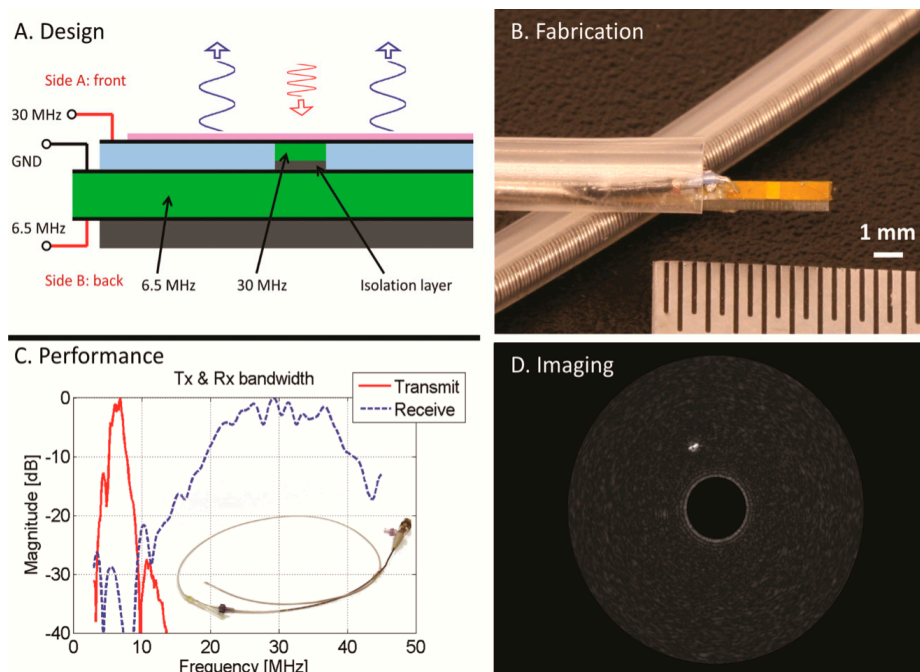 A. Design
Side A: front
30 MHz
GND
6.5 MHz
Side B: back
6.5 MHz
30 MHz
Isolation layer
B. Fabrication
1 mm
C. Performance
Tx & Rx bandwidth
Transmit
Receive
Magnitude [dB]
0
-10
-20
-30
-40
0
10
20
30
40
50
Frequency [MHz]
D. Imaging